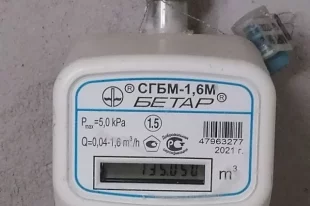 ® СГБМ-1,6М
БЕТАР®
Pmax=5,0 kPa 1.5
Q=0,04-1,6 m³/h
47963277
2021 г.
135.050 m³